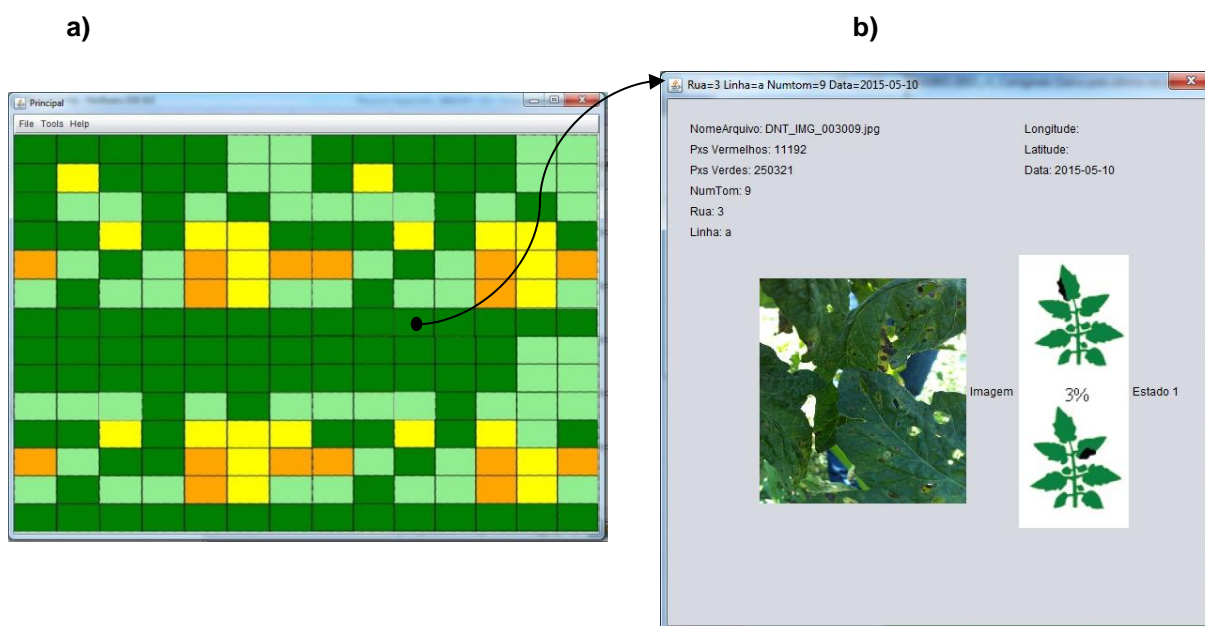 a)
b)
Principal
File Tools Help
Rua=3 Linha=a Numtom=9 Data=2015-05-10
NomeArquivo: DNT_IMG_003009.jpg
Longitude:
Pxs Vermelhos: 11192
Latitude:
Pxs Verdes: 250321
Data: 2015-05-10
NumTom: 9
Rua: 3
Linha: a
Imagem
3%
Estado 1